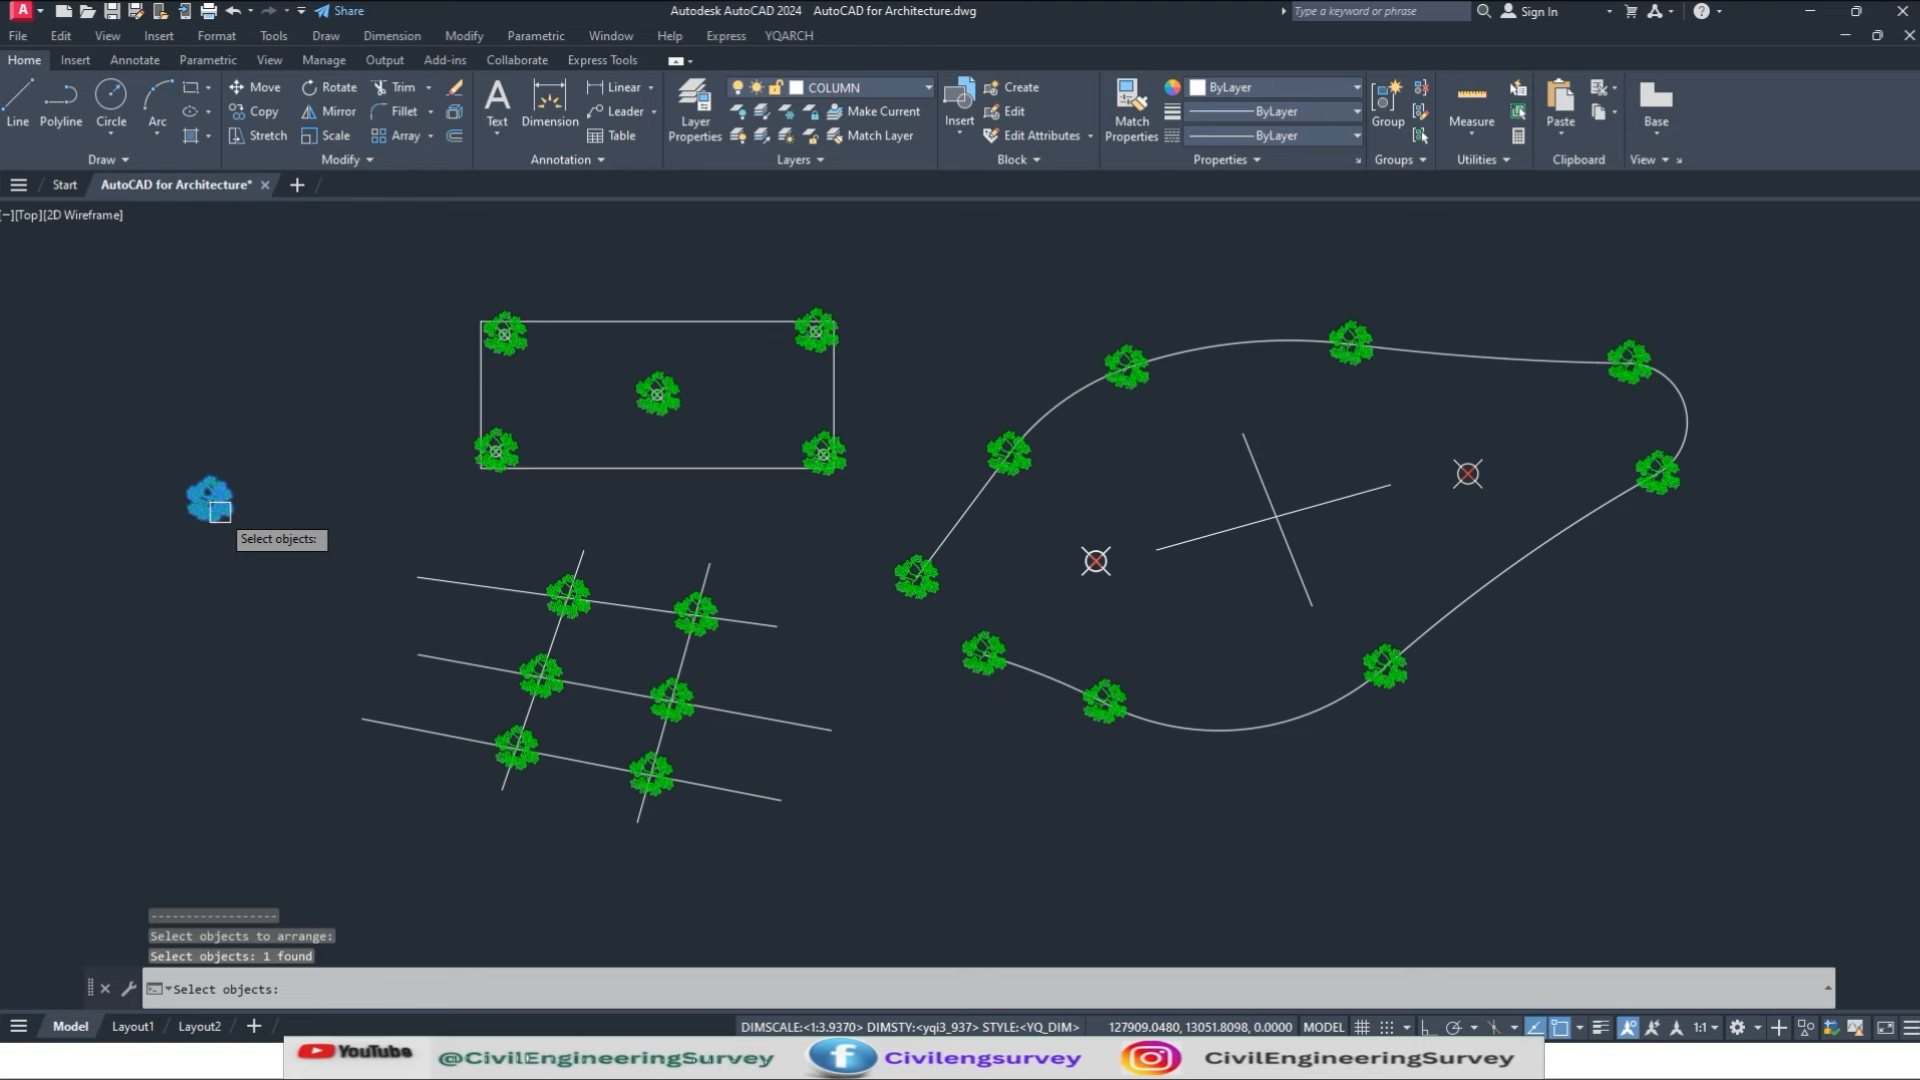 A Share Autodesk AutoCAD 2024 AutoCAD for Architecture.dwg Type a keyword or phrase Sign In
File Edit View Insert Format Tools Draw Dimension Modify Parametric Window Help Express YQARCH
Home Insert Annotate Parametric View Manage Output Add-ins Collaborate Express Tools
Line Polyline Circle Arc
Move Rotate Trim
Copy Mirror Fillet
Stretch Scale Array
Text Dimension
Linear
Leader
Table
Layer Properties
COLUMN
Make Current
Match Layer
Insert
Create
Edit
Edit Attributes
Match Properties
ByLayer
ByLayer
ByLayer
Group Measure Paste Base
Draw Modify Annotation Layers Block Properties Groups Utilities Clipboard View
Start AutoCAD for Architecture*
[−][Top][2D Wireframe]
Select objects:
-------------------
Select objects to arrange:
Select objects: 1 found
Select objects:
Model Layout1 Layout2 DIMSCALE:<1:3.9370> DIMSTY:<yqi3_937> STYLE:<YQ_DIM> 127909.0480, 13051.8098, 0.0000 MODEL 1:1
YouTube @CivilEngineeringSurvey f Civilengsurvey CivilEngineeringSurvey